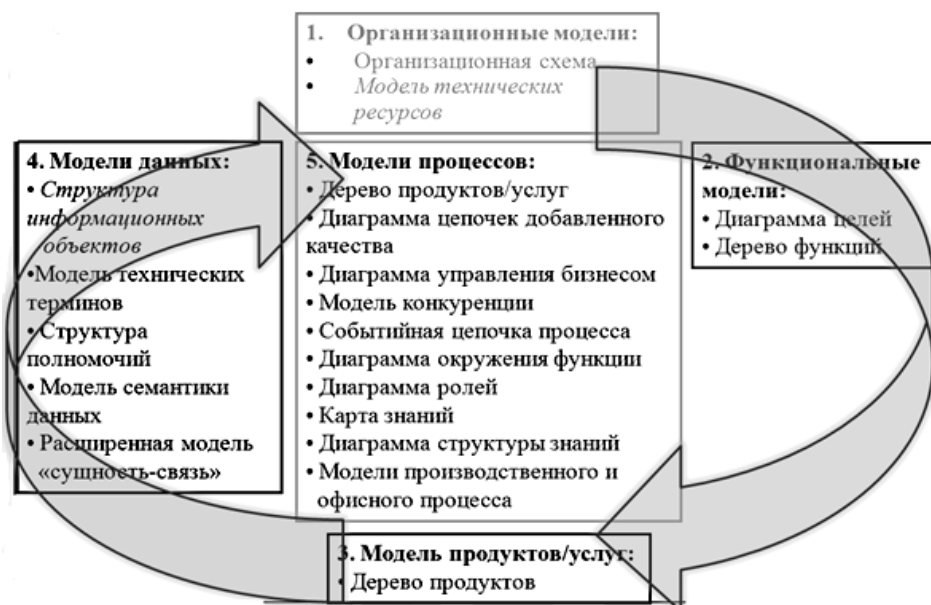 1. Организационные модели:
• Организационная схема
• Модель технических
ресурсов
4. Модели данных:
• Структура
информационных
объектов
•Модель технических
терминов
• Структура
полномочий
• Модель семантики
данных
• Расширенная модель
«сущность-связь»
5. Модели процессов:
• Дерево продуктов/услуг
• Диаграмма цепочек добавленного
качества
• Диаграмма управления бизнесом
• Модель конкуренции
• Событийная цепочка процесса
• Диаграмма окружения функции
• Диаграмма ролей
• Карта знаний
• Диаграмма структуры знаний
• Модели производственного и
офисного процесса
2. Функциональные
модели:
• Диаграмма целей
• Дерево функций
3. Модель продуктов/услуг:
• Дерево продуктов